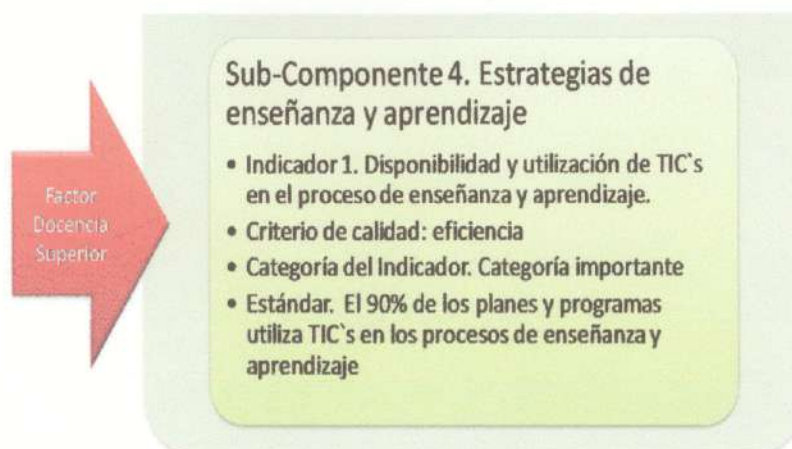 Factor
Docencia
Superior
Sub-Componente 4. Estrategias de
enseñanza y aprendizaje
• Indicador 1. Disponibilidad y utilización de TIC`s
en el proceso de enseñanza y aprendizaje.
• Criterio de calidad: eficiencia
• Categoría del Indicador. Categoría importante
• Estándar. El 90% de los planes y programas
utiliza TIC`s en los procesos de enseñanza y
aprendizaje